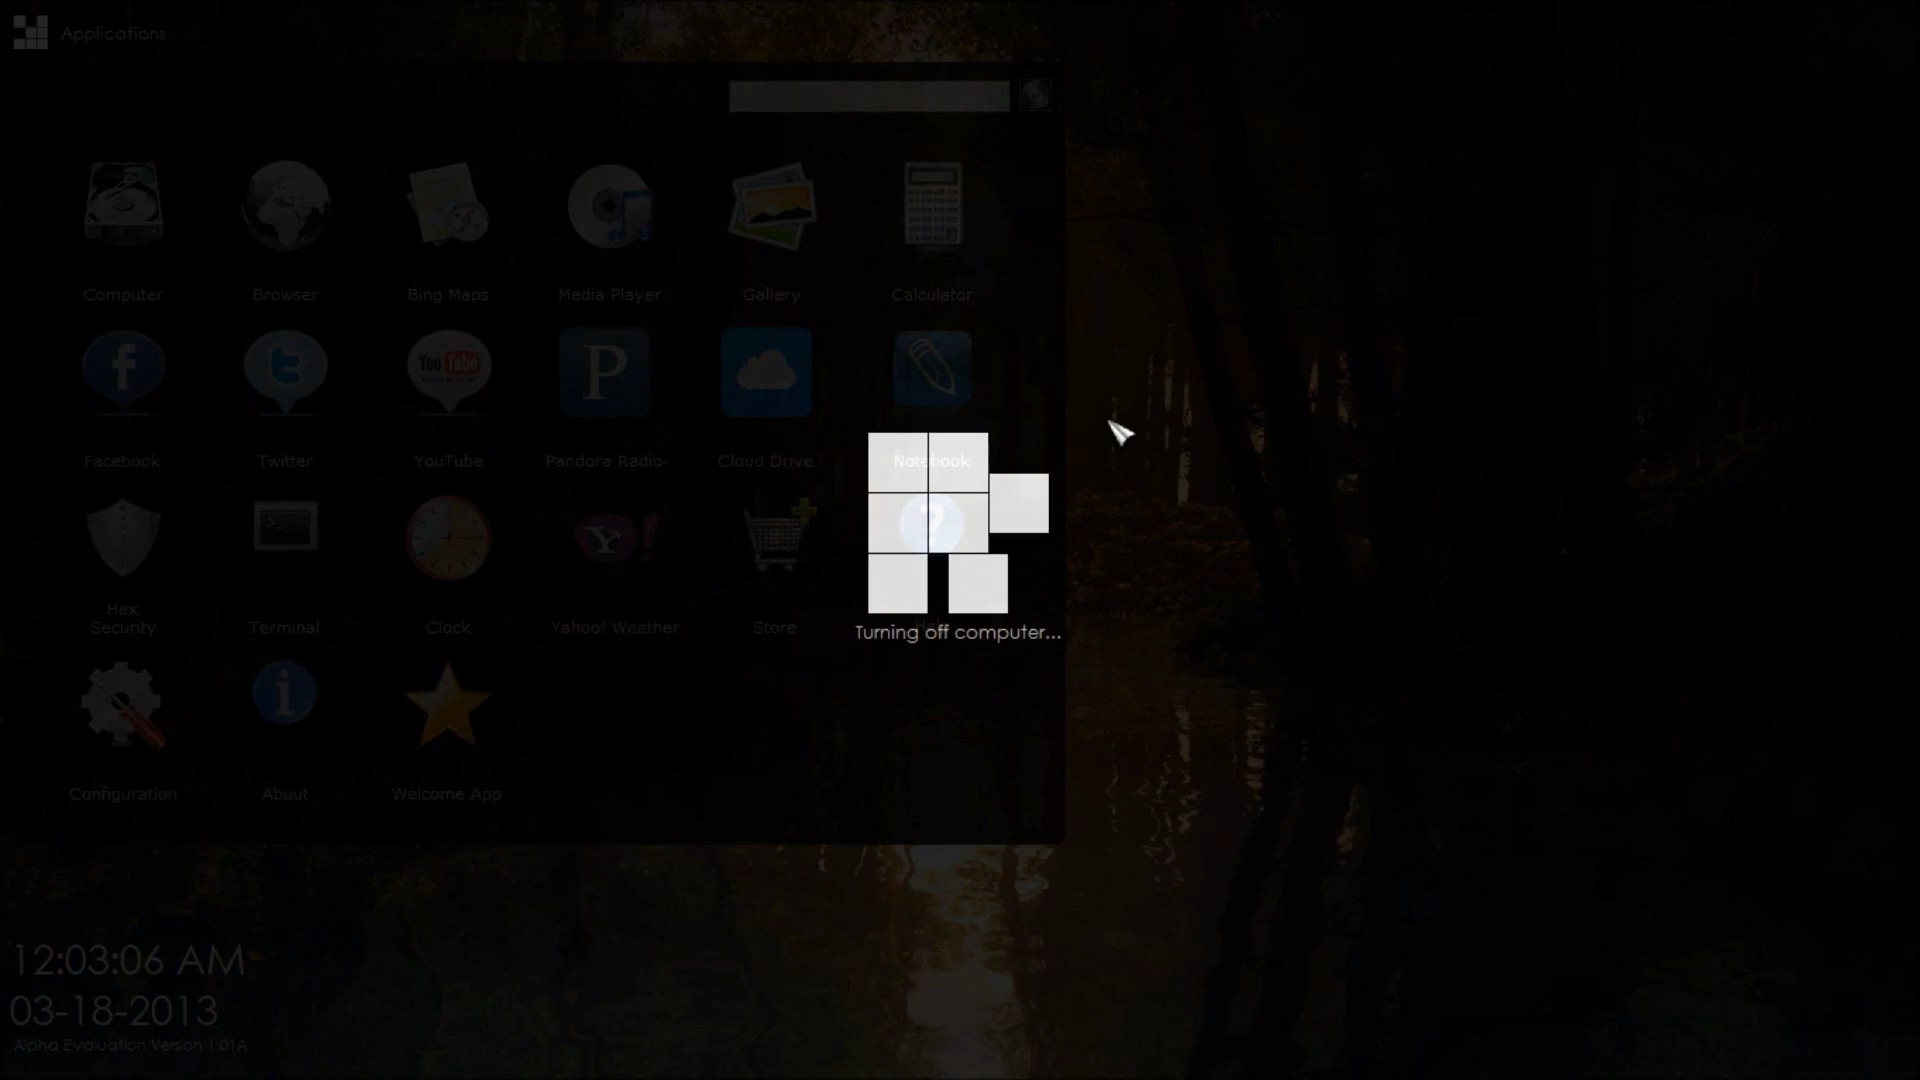 Applications
Computer
Browser
Bing Maps
Media Player
Gallery
Calculator
Facebook
Twitter
YouTube
Pandora Radio
Cloud Drive
Notebook
Hex
Security
Terminal
Clock
Yahoo! Weather
Store
Help
Turning off computer...
Configuration
About
Welcome App
12:03:06 AM
03-18-2013
Alpha Evaluation Version 1.01A